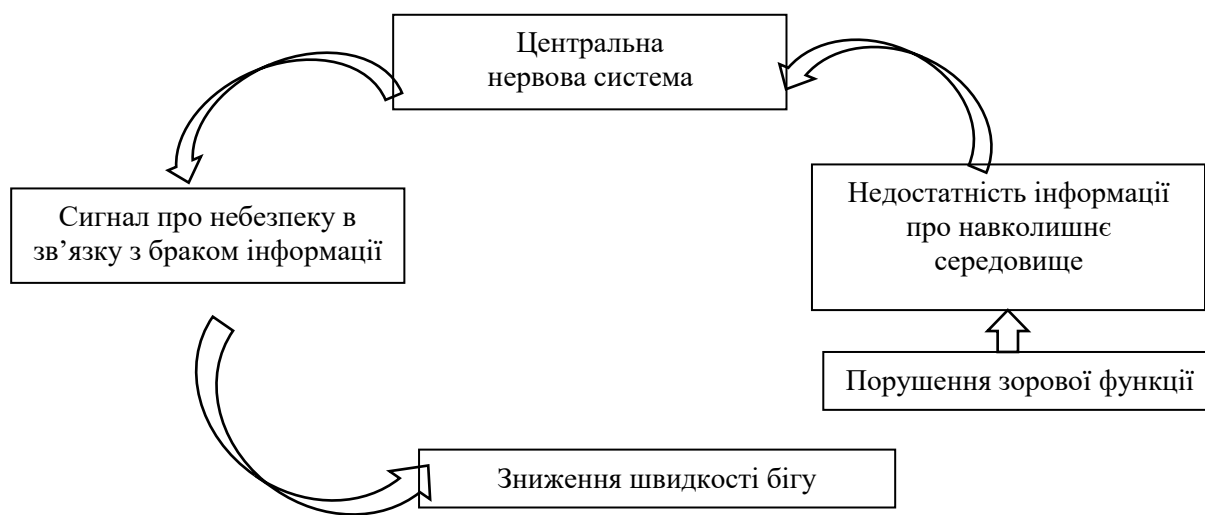 Центральна
нервова система
Сигнал про небезпеку в
зв’язку з браком інформації
Недостатність інформації
про навколишнє
середовище
Порушення зорової функції
Зниження швидкості бігу